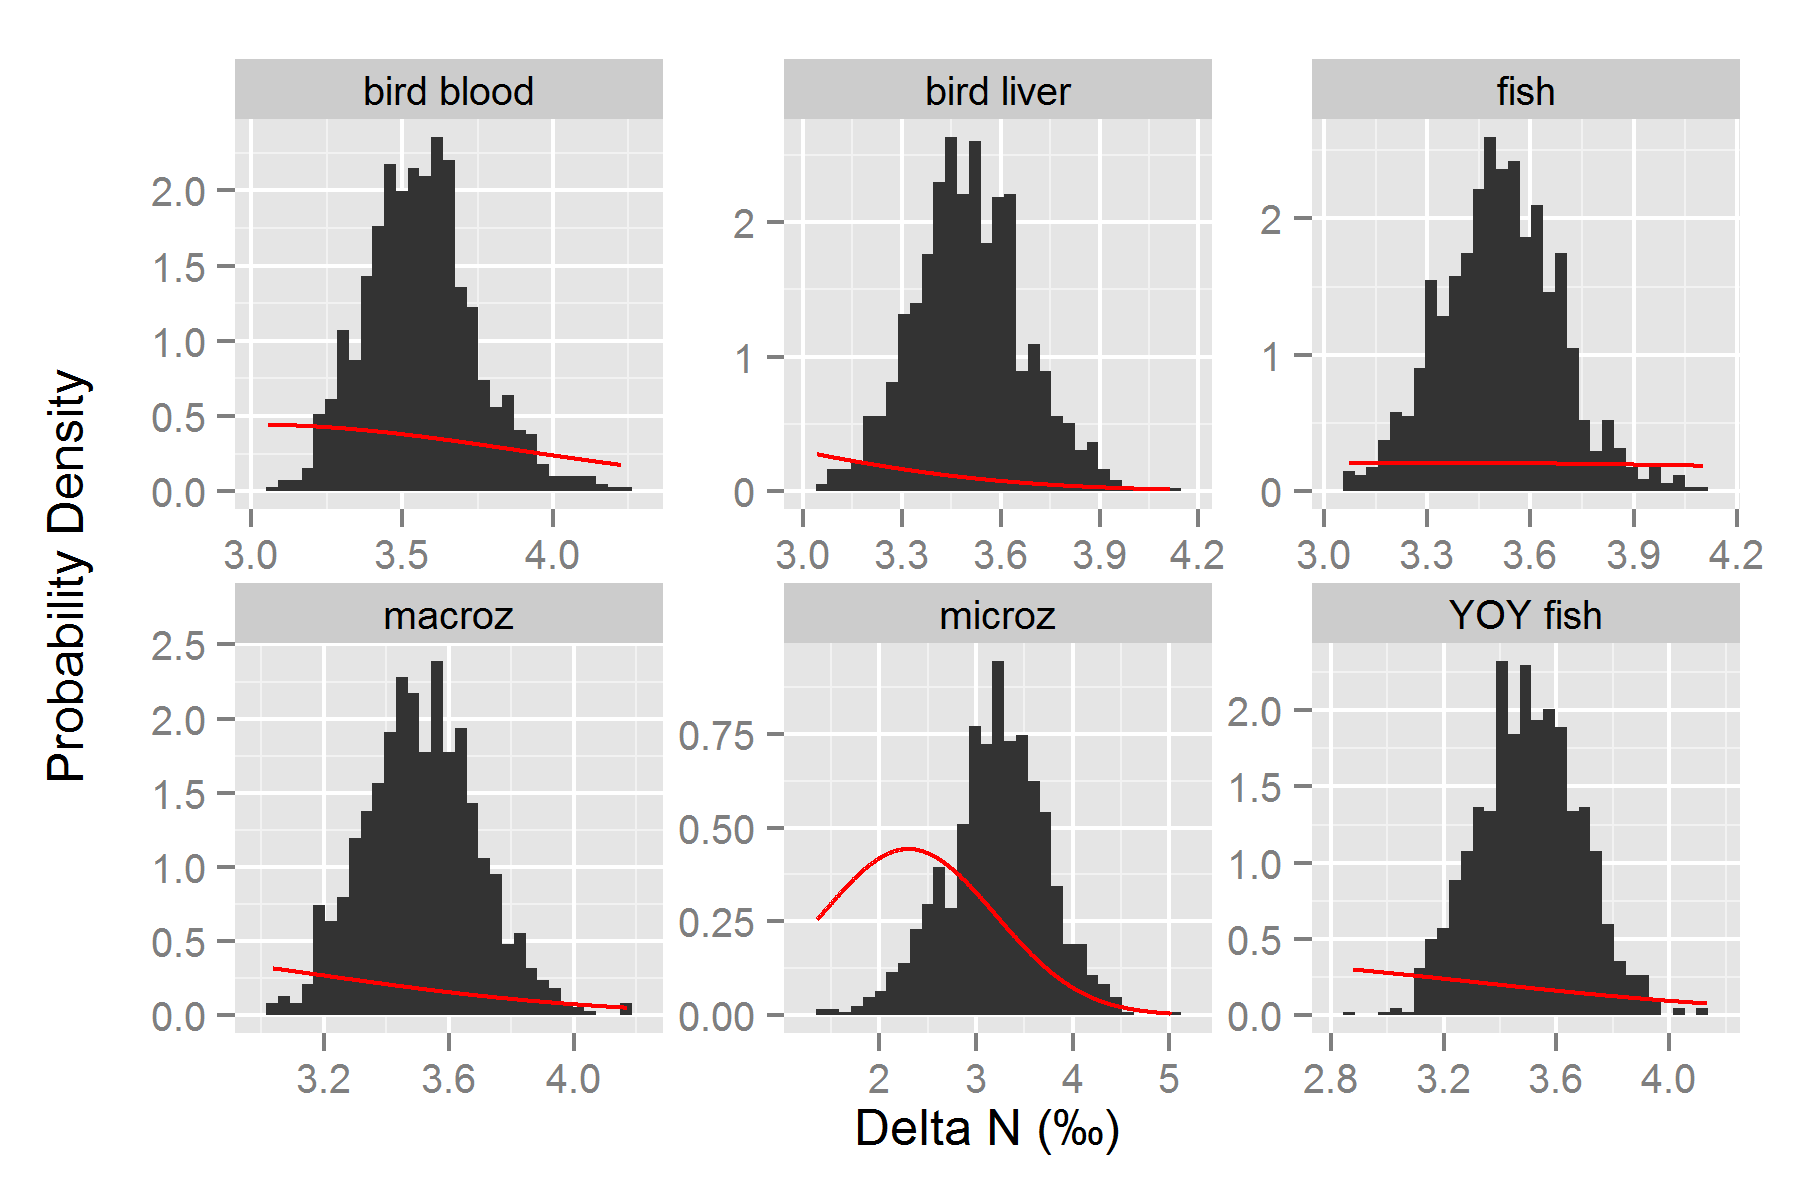 bird blood
bird liver
fish
2.0
1.5
1.0
0.5
0.0
2
1
0
2
1
0
3.0 3.5 4.0
3.0 3.3 3.6 3.9 4.2
3.0 3.3 3.6 3.9 4.2
Probability Density
macroz
microz
YOY fish
2.5
2.0
1.5
1.0
0.5
0.0
0.75
0.50
0.25
0.00
2.0
1.5
1.0
0.5
0.0
3.2 3.6 4.0
2 3 4 5
2.8 3.2 3.6 4.0
Delta N (‰)